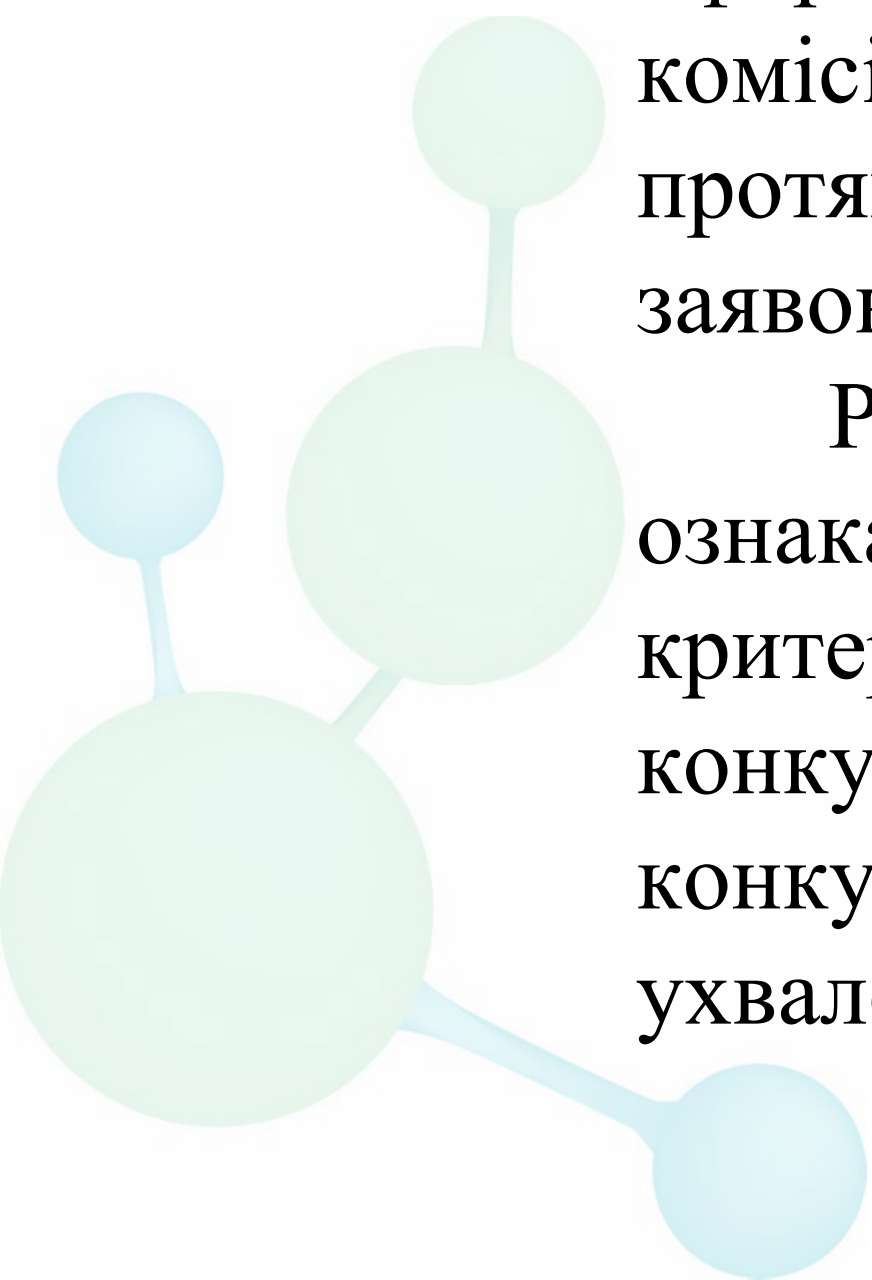 комісі
протя
заявок
Р
ознака
критер
конку
конку
ухвал